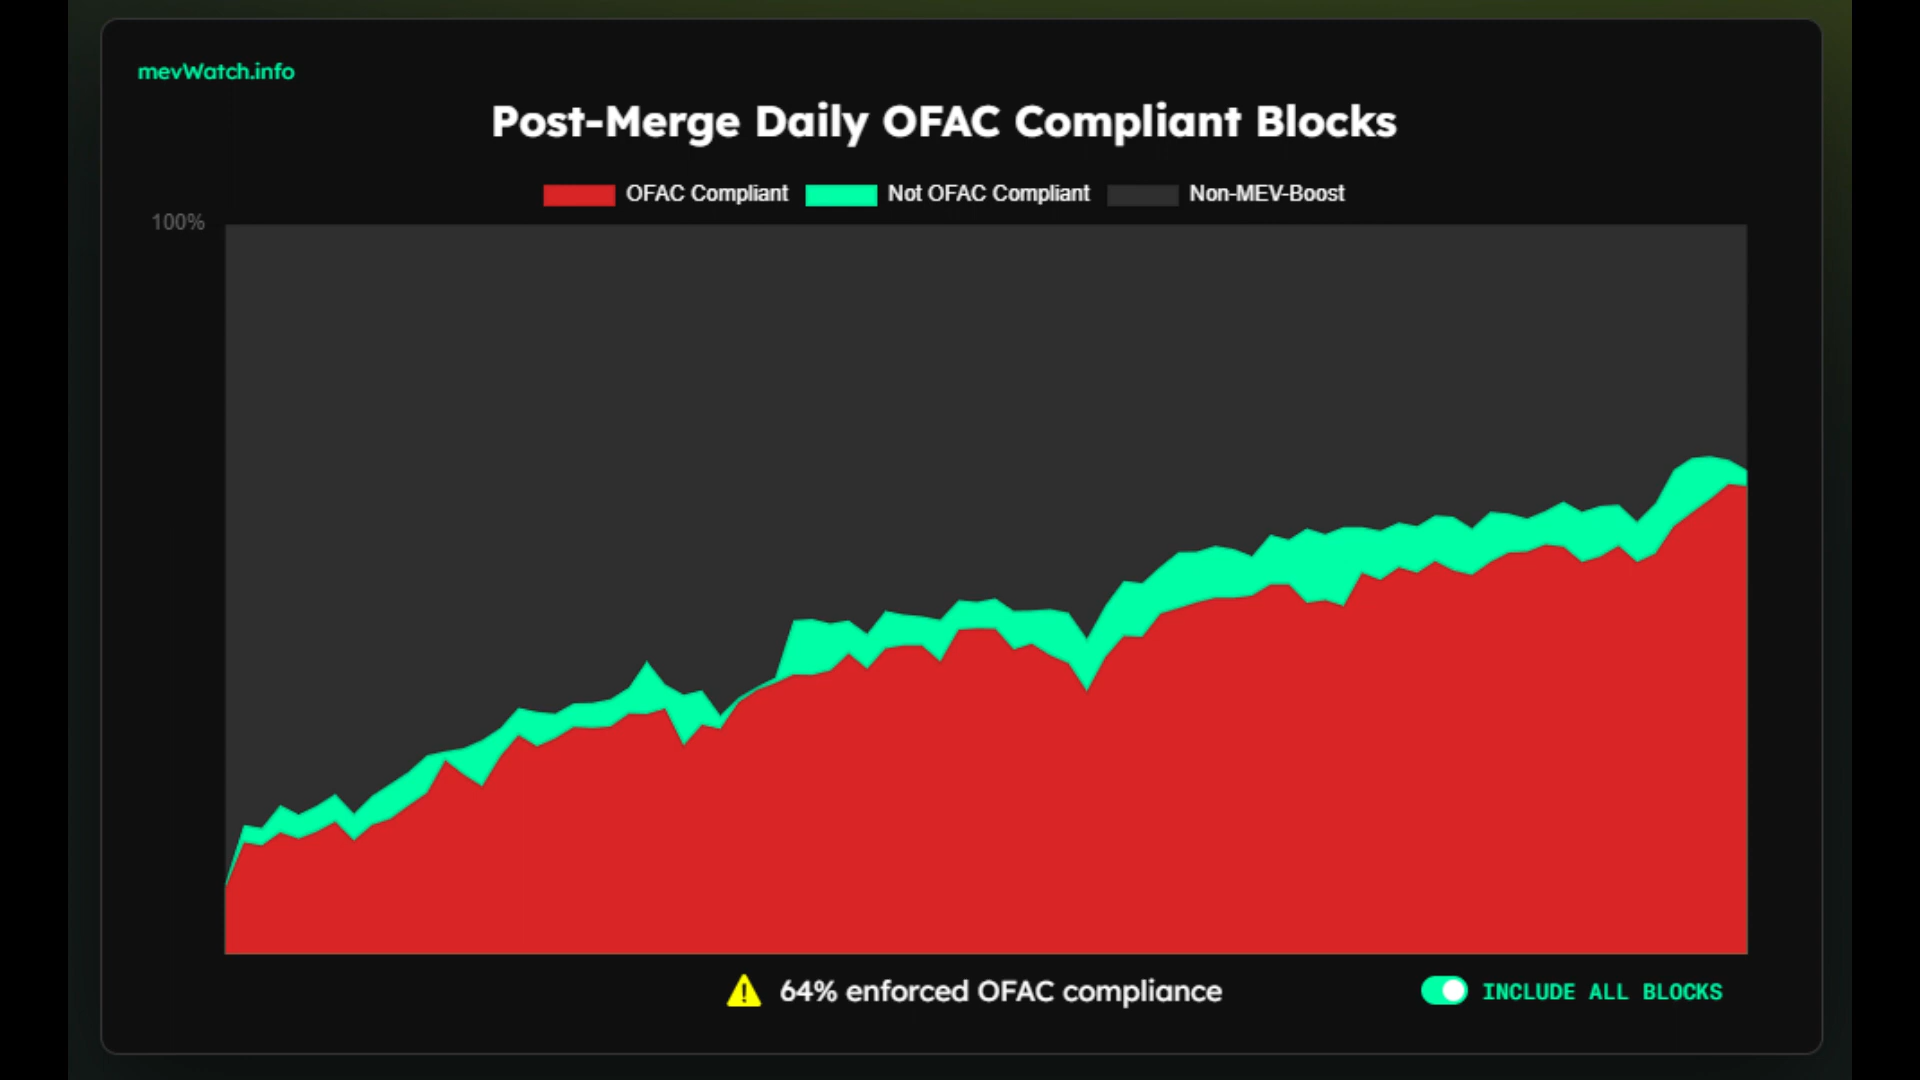 mevWatch.info
Post-Merge Daily OFAC Compliant Blocks
OFAC Compliant Not OFAC Compliant Non-MEV-Boost
100%
64% enforced OFAC compliance
INCLUDE ALL BLOCKS